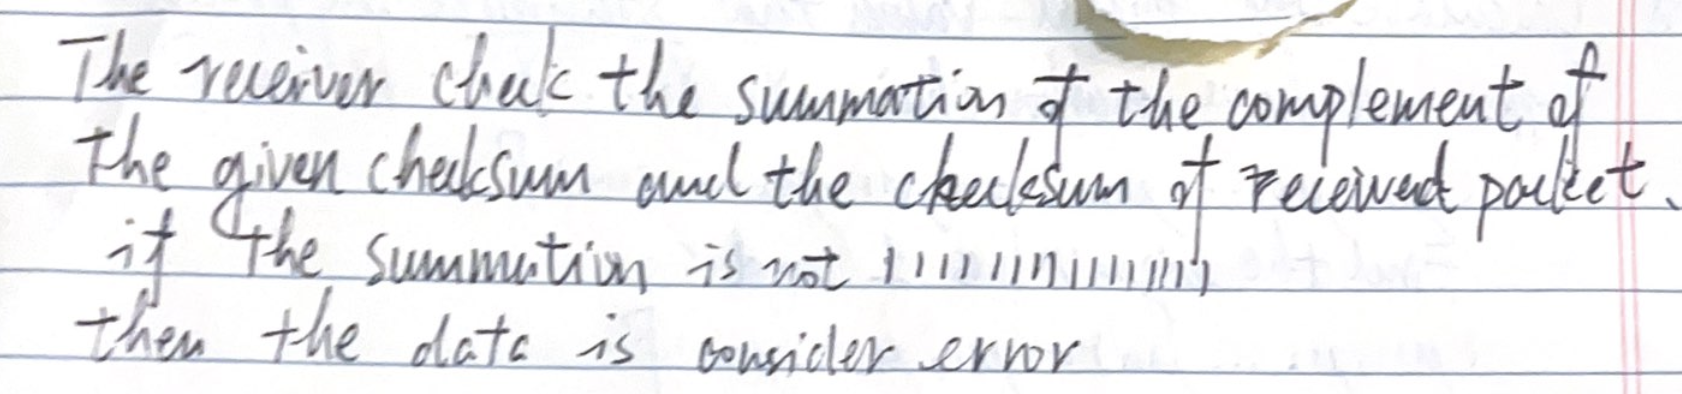 The receiver check the summation of the complement of
the given checksum and the checksum of received packet.
if the summation is not 1111111111111111
then the data is consider error